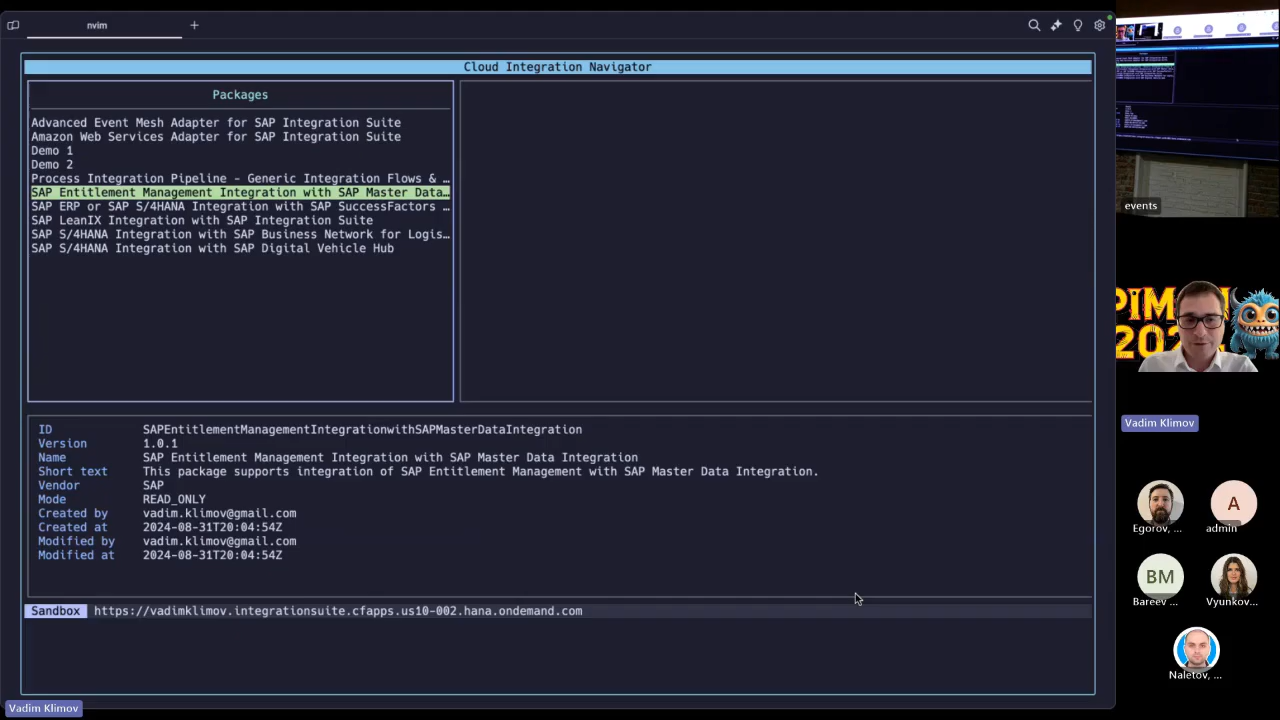 nvim
+
Cloud Integration Navigator
Packages
Advanced Event Mesh Adapter for SAP Integration Suite
Amazon Web Services Adapter for SAP Integration Suite
Demo 1
Demo 2
Process Integration Pipeline - Generic Integration Flows & …
SAP Entitlement Management Integration with SAP Master Data…
SAP ERP or SAP S/4HANA Integration with SAP SuccessFactors …
SAP LeanIX Integration with SAP Integration Suite
SAP S/4HANA Integration with SAP Business Network for Logis…
SAP S/4HANA Integration with SAP Digital Vehicle Hub
ID SAPEntitlementManagementIntegrationwithSAPMasterDataIntegration
Version 1.0.1
Name SAP Entitlement Management Integration with SAP Master Data Integration
Short text This package supports integration of SAP Entitlement Management with SAP Master Data Integration.
Vendor SAP
Mode READ_ONLY
Created by vadim.klimov@gmail.com
Created at 2024-08-31T20:04:54Z
Modified by vadim.klimov@gmail.com
Modified at 2024-08-31T20:04:54Z
Sandbox https://vadimklimov.integrationsuite.cfapps.us10-002.hana.ondemand.com
Vadim Klimov
events
Vadim Klimov
Egorov, ...
A
admin
BM
Bareev ...
Vyunkov...
Naletov, ...